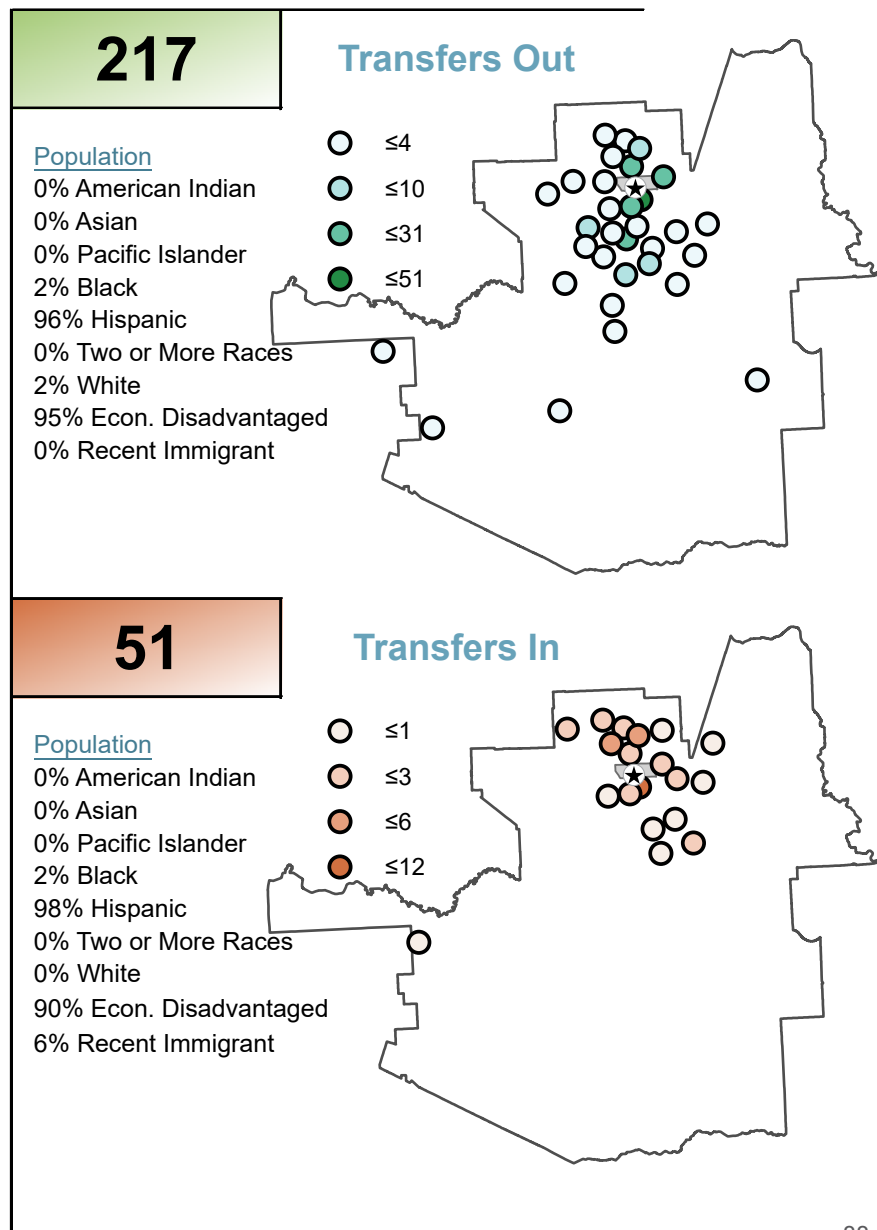 217
Transfers Out
Population
0% American Indian
0% Asian
0% Pacific Islander
2% Black
96% Hispanic
0% Two or More Races
2% White
95% Econ. Disadvantaged
0% Recent Immigrant
≤4
≤10
≤31
≤51
51
Transfers In
Population
0% American Indian
0% Asian
0% Pacific Islander
2% Black
98% Hispanic
0% Two or More Races
0% White
90% Econ. Disadvantaged
6% Recent Immigrant
≤1
≤3
≤6
≤12